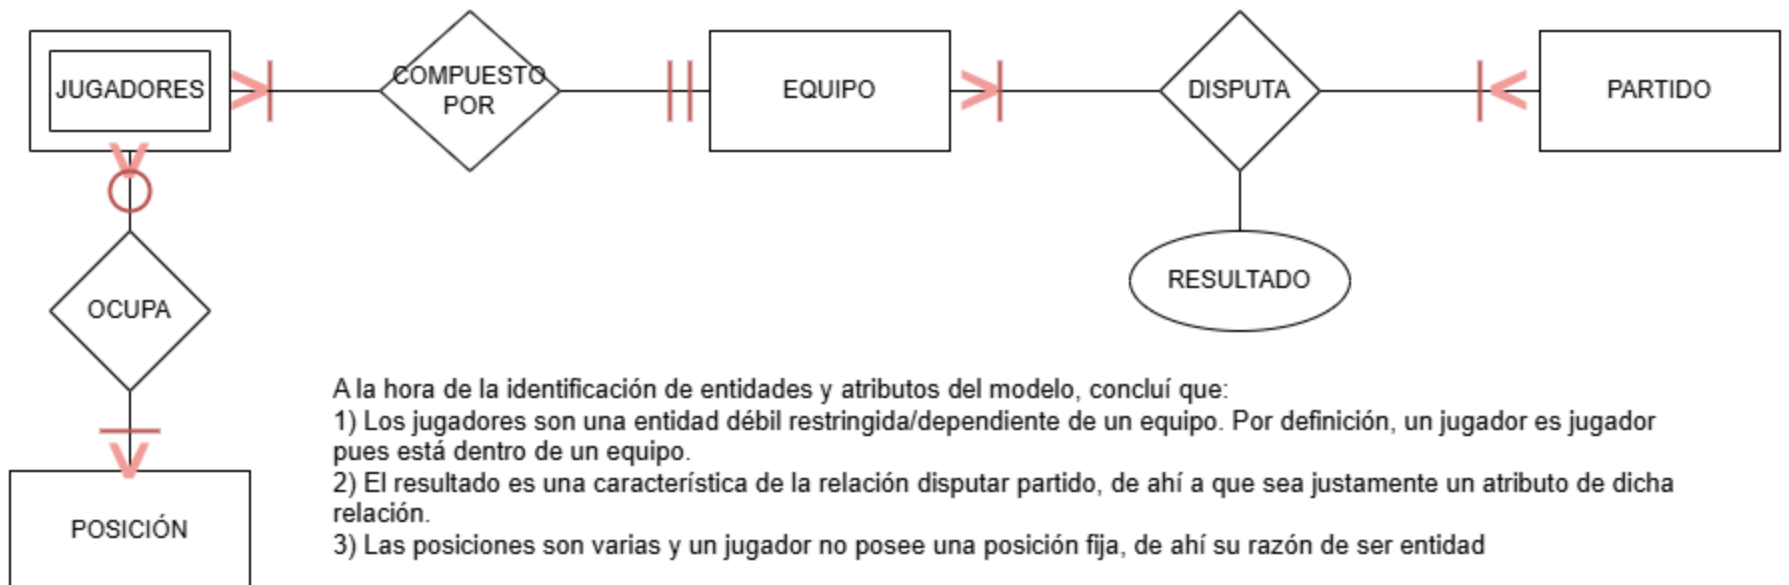 JUGADORES
COMPUESTO
POR
EQUIPO
DISPUTA
PARTIDO
RESULTADO
OCUPA
POSICIÓN
A la hora de la identificación de entidades y atributos del modelo, concluí que:
1) Los jugadores son una entidad débil restringida/dependiente de un equipo. Por definición, un jugador es jugador
pues está dentro de un equipo.
2) El resultado es una característica de la relación disputar partido, de ahí a que sea justamente un atributo de dicha
relación.
3) Las posiciones son varias y un jugador no posee una posición fija, de ahí su razón de ser entidad